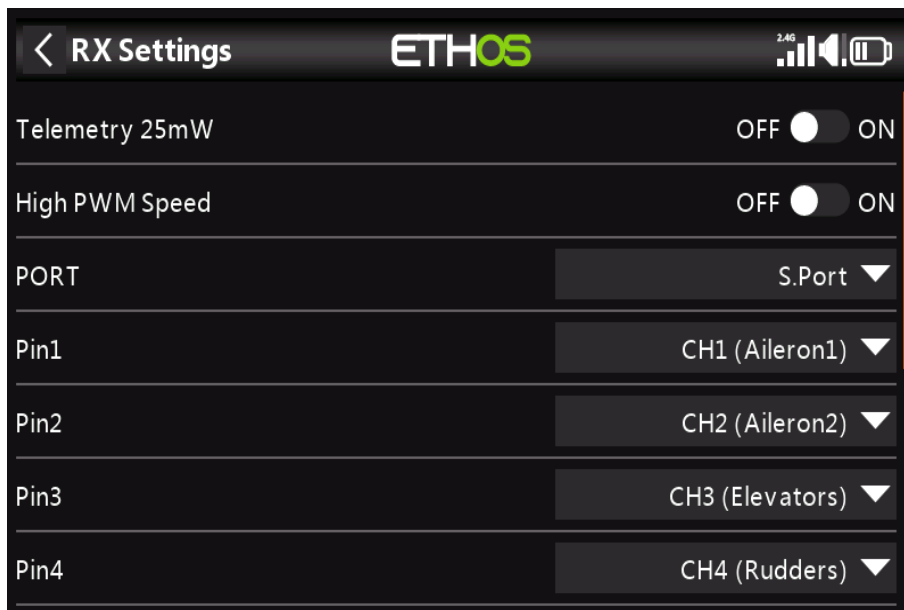 RX Settings ETHOS 2.4G
Telemetry 25mW OFF ON
High PWM Speed OFF ON
PORT S.Port
Pin1 CH1 (Aileron1)
Pin2 CH2 (Aileron2)
Pin3 CH3 (Elevators)
Pin4 CH4 (Rudders)